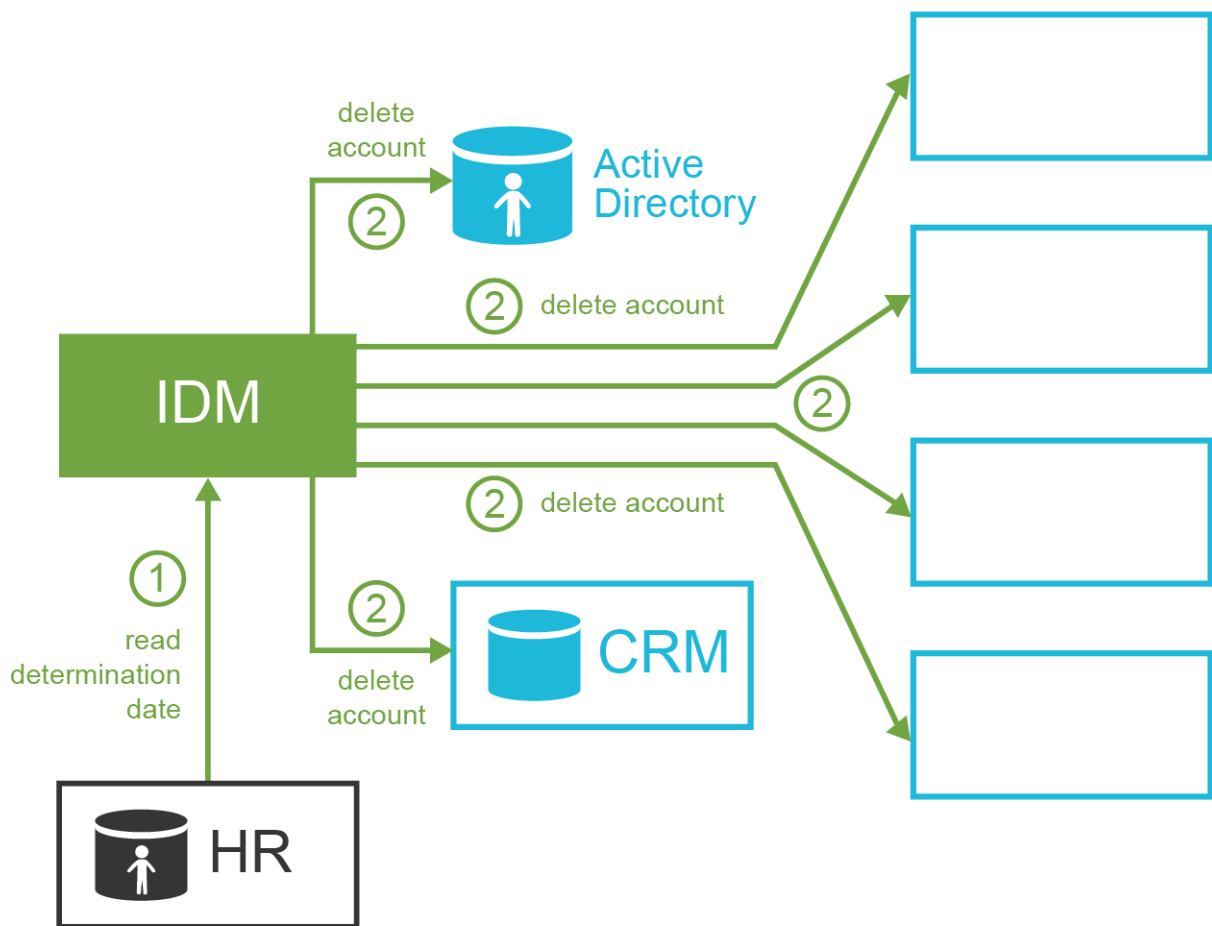 delete
account
2
Active
Directory
2 delete account
IDM
2
2 delete account
1
read
determination
date
2
delete
account
CRM
HR